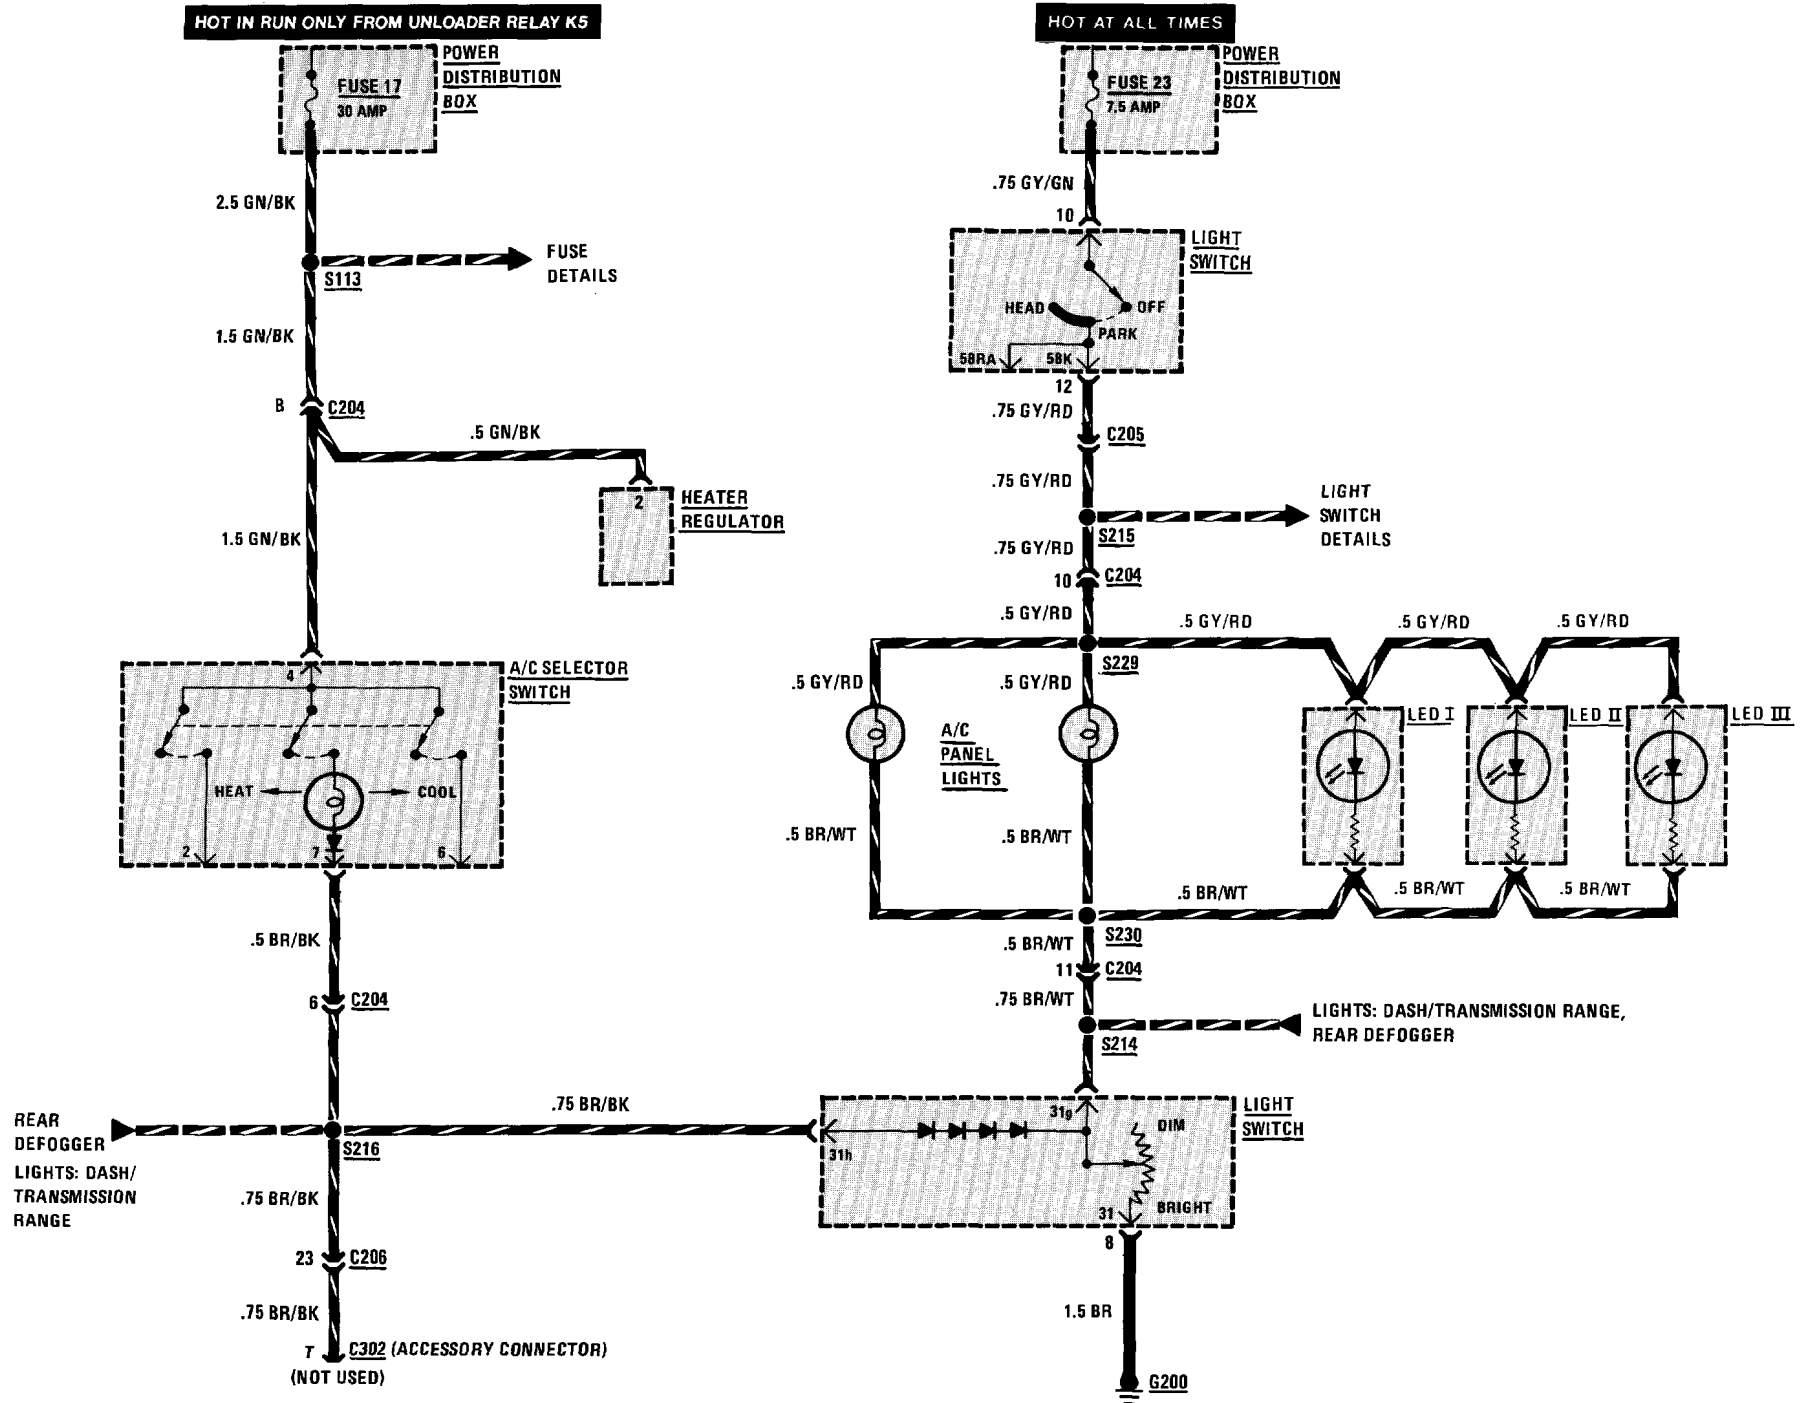 HOT IN RUN ONLY FROM UNLOADER RELAY K5
POWER
DISTRIBUTION
BOX
FUSE 17
30 AMP
2.5 GN/BK
S113
FUSE
DETAILS
1.5 GN/BK
B
C204
.5 GN/BK
2
HEATER
REGULATOR
1.5 GN/BK
A/C SELECTOR
SWITCH
4
HEAT
COOL
2
7
6
.5 BR/BK
6
C204
REAR
DEFOGGER
LIGHTS: DASH/
TRANSMISSION
RANGE
S216
.75 BR/BK
.75 BR/BK
23
C206
.75 BR/BK
T
C302 (ACCESSORY CONNECTOR)
(NOT USED)
HOT AT ALL TIMES
POWER
DISTRIBUTION
BOX
FUSE 23
7.5 AMP
.75 GY/GN
10
LIGHT
SWITCH
HEAD
OFF
PARK
58RA
58K
12
.75 GY/RD
C205
.75 GY/RD
LIGHT
SWITCH
DETAILS
S215
.75 GY/RD
10
C204
.5 GY/RD
.5 GY/RD
.5 GY/RD
.5 GY/RD
S229
.5 GY/RD
.5 GY/RD
A/C
PANEL
LIGHTS
LED I
LED II
LED III
.5 BR/WT
.5 BR/WT
.5 BR/WT
.5 BR/WT
.5 BR/WT
S230
.5 BR/WT
11
C204
.75 BR/WT
LIGHTS: DASH/TRANSMISSION RANGE,
REAR DEFOGGER
S214
LIGHT
SWITCH
31g
DIM
31h
31
BRIGHT
8
1.5 BR
G200